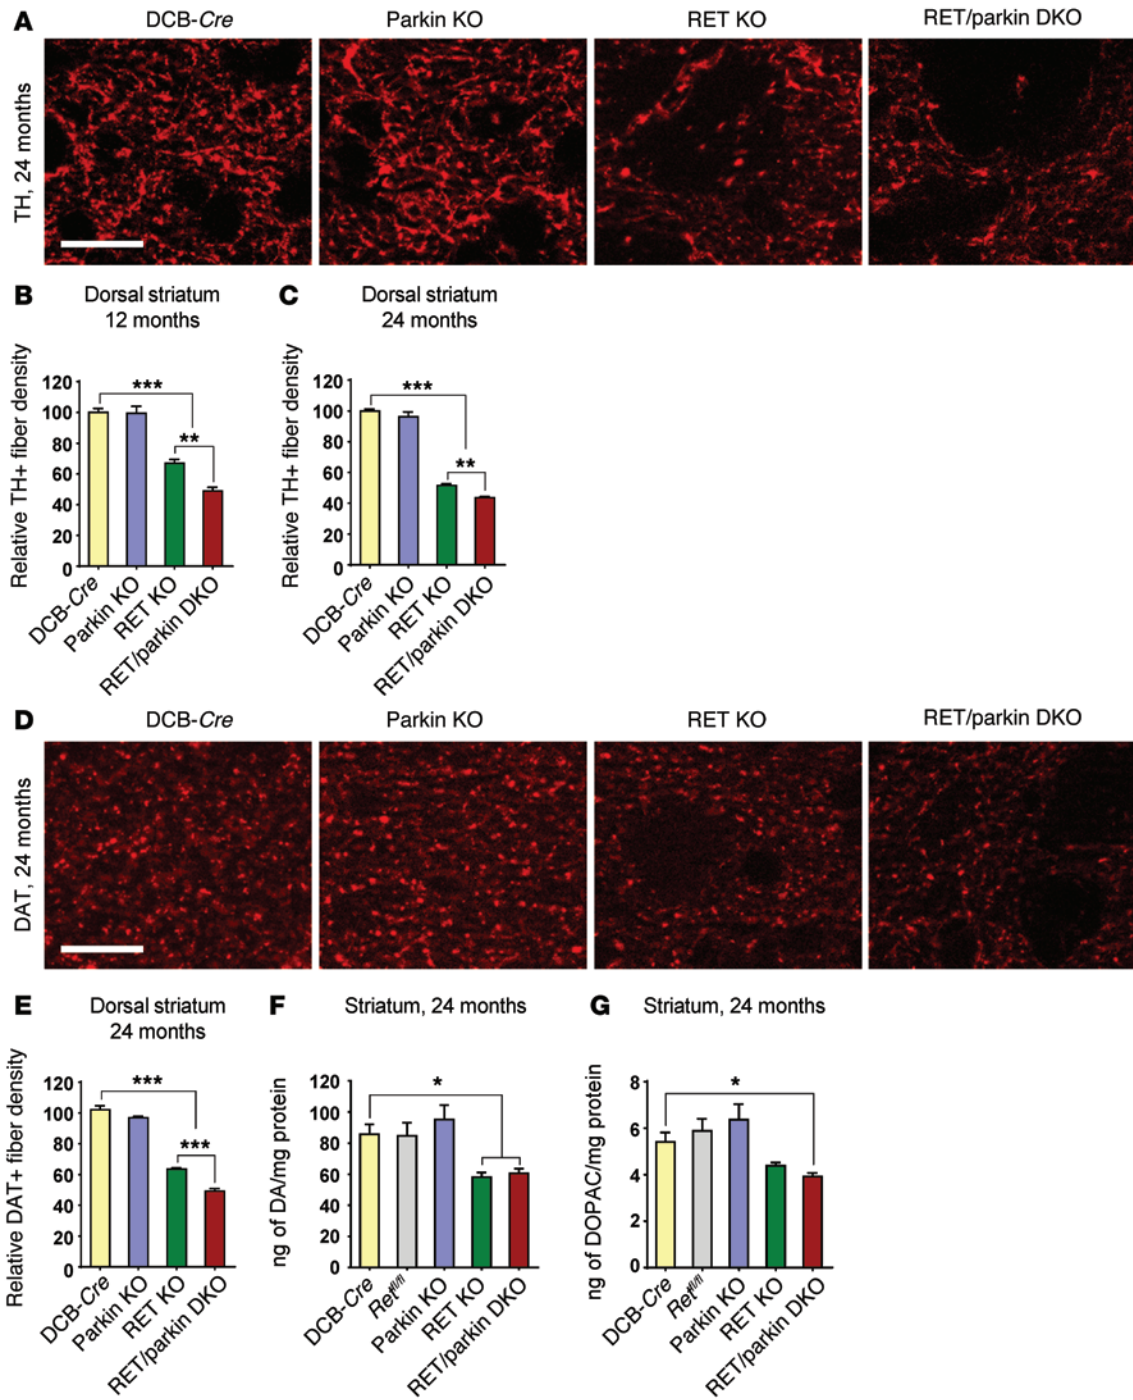 A
DCB-Cre
Parkin KO
RET KO
RET/parkin DKO
TH, 24 months
B
Dorsal striatum
12 months
Relative TH+ fiber density
120
100
80
60
40
20
0
***
**
DCB-Cre
Parkin KO
RET KO
RET/parkin DKO
C
Dorsal striatum
24 months
Relative TH+ fiber density
120
100
80
60
40
20
0
***
**
DCB-Cre
Parkin KO
RET KO
RET/parkin DKO
D
DCB-Cre
Parkin KO
RET KO
RET/parkin DKO
DAT, 24 months
E
Dorsal striatum
24 months
Relative DAT+ fiber density
120
100
80
60
40
20
0
***
***
DCB-Cre
Parkin KO
RET KO
RET/parkin DKO
F
Striatum, 24 months
ng of DA/mg protein
120
100
80
60
40
20
0
*
DCB-Cre
Ret^fl/fl
Parkin KO
RET KO
RET/parkin DKO
G
Striatum, 24 months
ng of DOPAC/mg protein
8
6
4
2
0
*
DCB-Cre
Ret^fl/fl
Parkin KO
RET KO
RET/parkin DKO